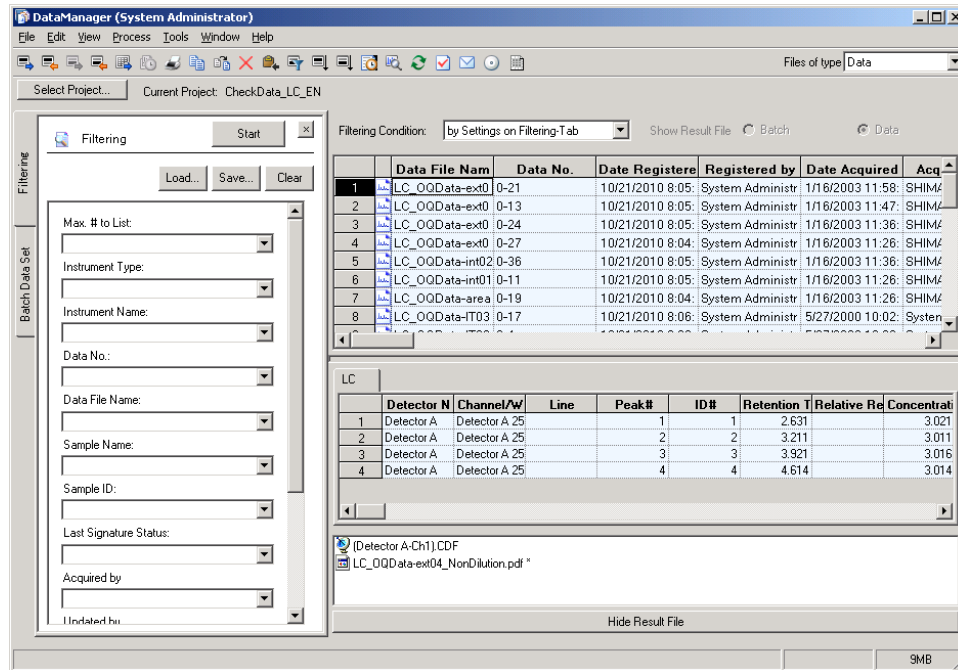 DataManager (System Administrator)
File Edit View Process Tools Window Help
Files of type Data
Select Project... Current Project: CheckData_LC_EN
Filtering
Batch Data Set
Filtering Start
Load... Save... Clear
Max. # to List:
Instrument Type:
Instrument Name:
Data No.:
Data File Name:
Sample Name:
Sample ID:
Last Signature Status:
Acquired by
Updated by
Filtering Condition: by Settings on Filtering-Tab Show Result File Batch Data
Data File Nam Data No. Date Registere Registered by Date Acquired Acq
1 LC_OQData-ext0 0-21 10/21/2010 8:05: System Administr 1/16/2003 11:58: SHIMA
2 LC_OQData-ext0 0-13 10/21/2010 8:05: System Administr 1/16/2003 11:47: SHIMA
3 LC_OQData-ext0 0-24 10/21/2010 8:05: System Administr 1/16/2003 11:36: SHIMA
4 LC_OQData-ext0 0-27 10/21/2010 8:04: System Administr 1/16/2003 11:26: SHIMA
5 LC_OQData-int02 0-36 10/21/2010 8:05: System Administr 1/16/2003 11:36: SHIMA
6 LC_OQData-int01 0-11 10/21/2010 8:05: System Administr 1/16/2003 11:26: SHIMA
7 LC_OQData-area 0-19 10/21/2010 8:04: System Administr 1/16/2003 11:26: SHIMA
8 LC_OQData-IT03 0-17 10/21/2010 8:06: System Administr 5/27/2000 10:02: System
LC
Detector N Channel/W Line Peak# ID# Retention T Relative Re Concentrati
1 Detector A Detector A 25 1 1 2.631 3.021
2 Detector A Detector A 25 2 2 3.211 3.011
3 Detector A Detector A 25 3 3 3.921 3.016
4 Detector A Detector A 25 4 4 4.614 3.014
(Detector A-Ch1).CDF
LC_OQData-ext04_NonDilution.pdf *
Hide Result File
9MB